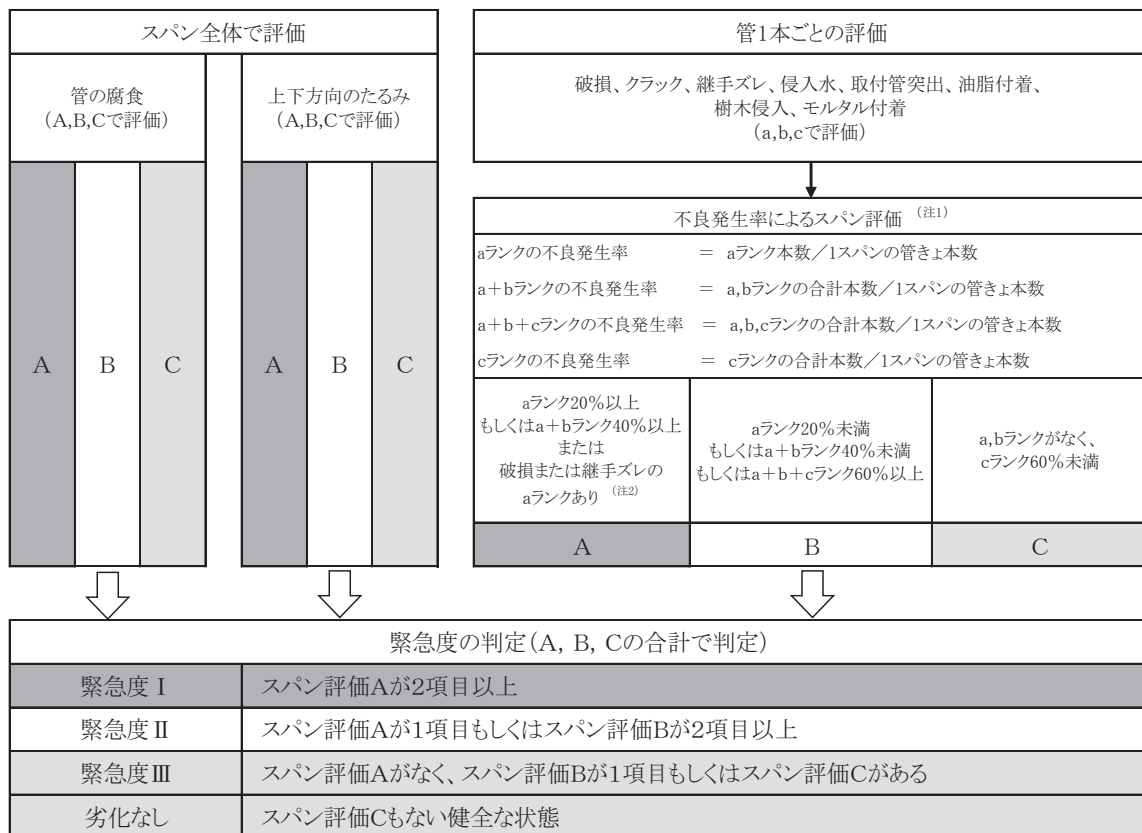 スパン全体で評価
管の腐食
(A,B,Cで評価)
上下方向のたるみ
(A,B,Cで評価)
A
B
C
A
B
C
管1本ごとの評価
破損、クラック、継手ズレ、侵入水、取付管突出、油脂付着、
樹木侵入、モルタル付着
(a,b,cで評価)
不良発生率によるスパン評価 (注1)
aランクの不良発生率 = aランク本数/1スパンの管きょ本数
a+bランクの不良発生率 = a,bランクの合計本数/1スパンの管きょ本数
a+b+cランクの不良発生率 = a,b,cランクの合計本数/1スパンの管きょ本数
cランクの不良発生率 = cランクの合計本数/1スパンの管きょ本数
aランク20%以上
もしくはa+bランク40%以上
または
破損または継手ズレの
aランクあり (注2)
aランク20%未満
もしくはa+bランク40%未満
もしくはa+b+cランク60%以上
a,bランクがなく、
cランク60%未満
A
B
C
緊急度の判定(A, B, Cの合計で判定)
緊急度Ⅰ スパン評価Aが2項目以上
緊急度Ⅱ スパン評価Aが1項目もしくはスパン評価Bが2項目以上
緊急度Ⅲ スパン評価Aがなく、スパン評価Bが1項目もしくはスパン評価Cがある
劣化なし スパン評価Cもない健全な状態